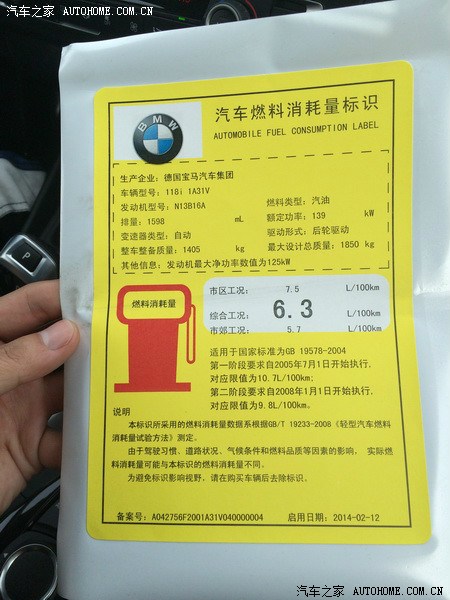 汽车之家 AUTOHOME.COM.CN
BMW
汽车燃料消耗量标识
AUTOMOBILE FUEL CONSUMPTION LABEL
生产企业：德国宝马汽车集团
车辆型号：118i 1A31V
发动机型号：N13B16A 燃料类型：汽油
排量：1598 mL 额定功率：139 kW
变速器类型：自动 驱动形式：后轮驱动
整车整备质量：1405 kg 最大设计总质量：1850 kg
其他信息：发动机最大净功率数值为125kW
燃料消耗量
市区工况： 7.5 L/100km
综合工况： 6.3 L/100km
市郊工况： 5.7 L/100km
适用于国家标准为GB 19578-2004
第一阶段要求自2005年7月1日开始执行，
对应限值为10.7L/100km；
第二阶段要求自2008年1月1日开始执行，
对应限值为9.8L/100km。
说明
本标识所采用的燃料消耗量数据系根据GB/T 19233-2008《轻型汽车燃料
消耗量试验方法》测定。
由于驾驶习惯、道路状况、气候条件和燃料品质等因素的影响， 实际燃
料消耗量可能与本标识的燃料消耗量不同。
为避免标识影响视野，请在购买车辆后去除标识。
备案号：A042756F2001A31V040000004 启用日期：2014-02-12
汽车之家 AUTOHOME.COM.CN